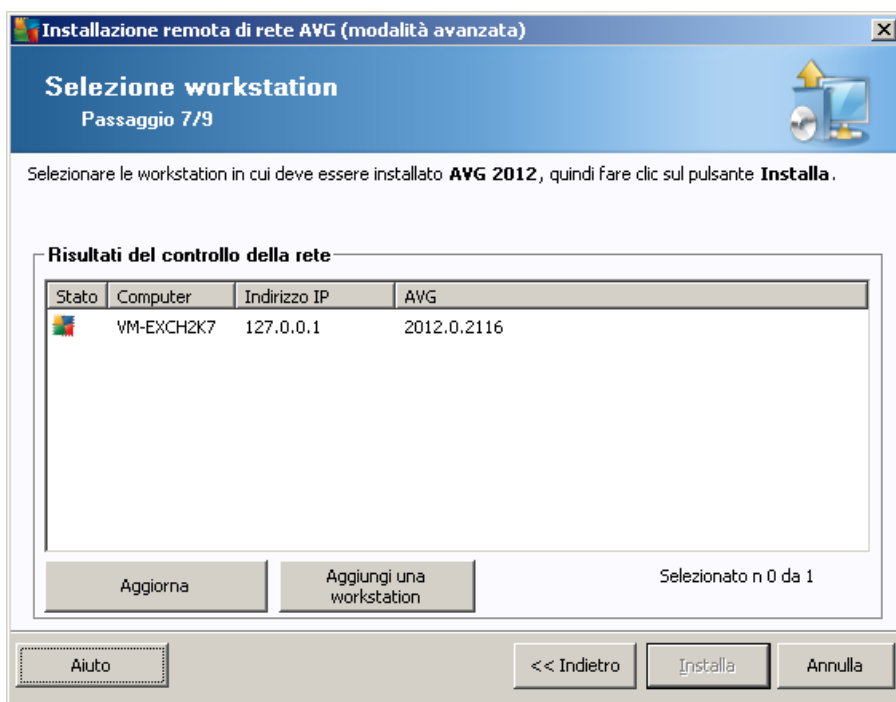 Installazione remota di rete AVG (modalità avanzata)
Selezione workstation
Passaggio 7/9
Selezionare le workstation in cui deve essere installato AVG 2012, quindi fare clic sul pulsante Installa.
Risultati del controllo della rete
Stato Computer Indirizzo IP AVG
VM-EXCH2K7 127.0.0.1 2012.0.2116
Aggiorna
Aggiungi una
workstation
Selezionato n 0 da 1
Aiuto << Indietro Installa Annulla